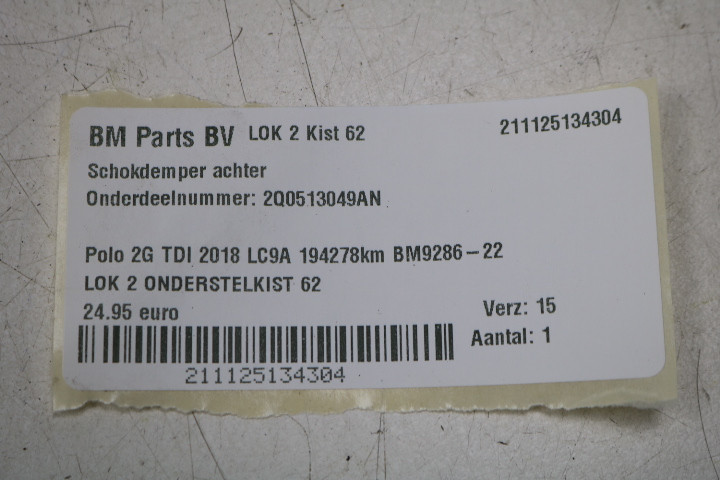 BM Parts BV LOK 2 Kist 62 211125134304
Schokdemper achter
Onderdeelnummer: 2Q0513049AN
Polo 2G TDI 2018 LC9A 194278km BM9286-22
LOK 2 ONDERSTELKIST 62
24.95 euro Verz: 15
Aantal: 1
211125134304